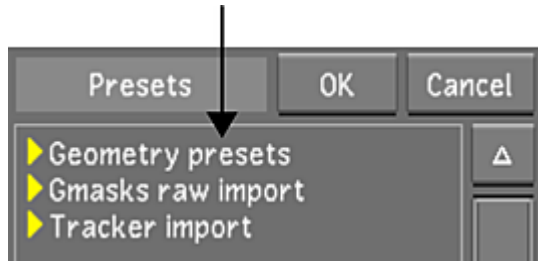 Presets OK Cancel
Geometry presets
Gmasks raw import
Tracker import